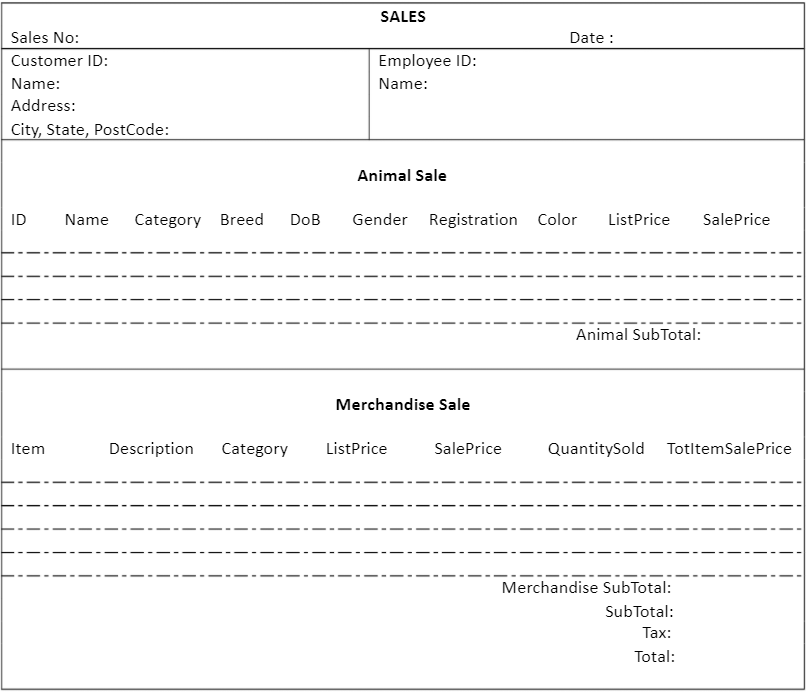 SALES
Sales No: Date :
Customer ID: Employee ID:
Name: Name:
Address:
City, State, PostCode:
Animal Sale
ID Name Category Breed DoB Gender Registration Color ListPrice SalePrice
Animal SubTotal:
Merchandise Sale
Item Description Category ListPrice SalePrice QuantitySold TotItemSalePrice
Merchandise SubTotal:
SubTotal:
Tax:
Total: